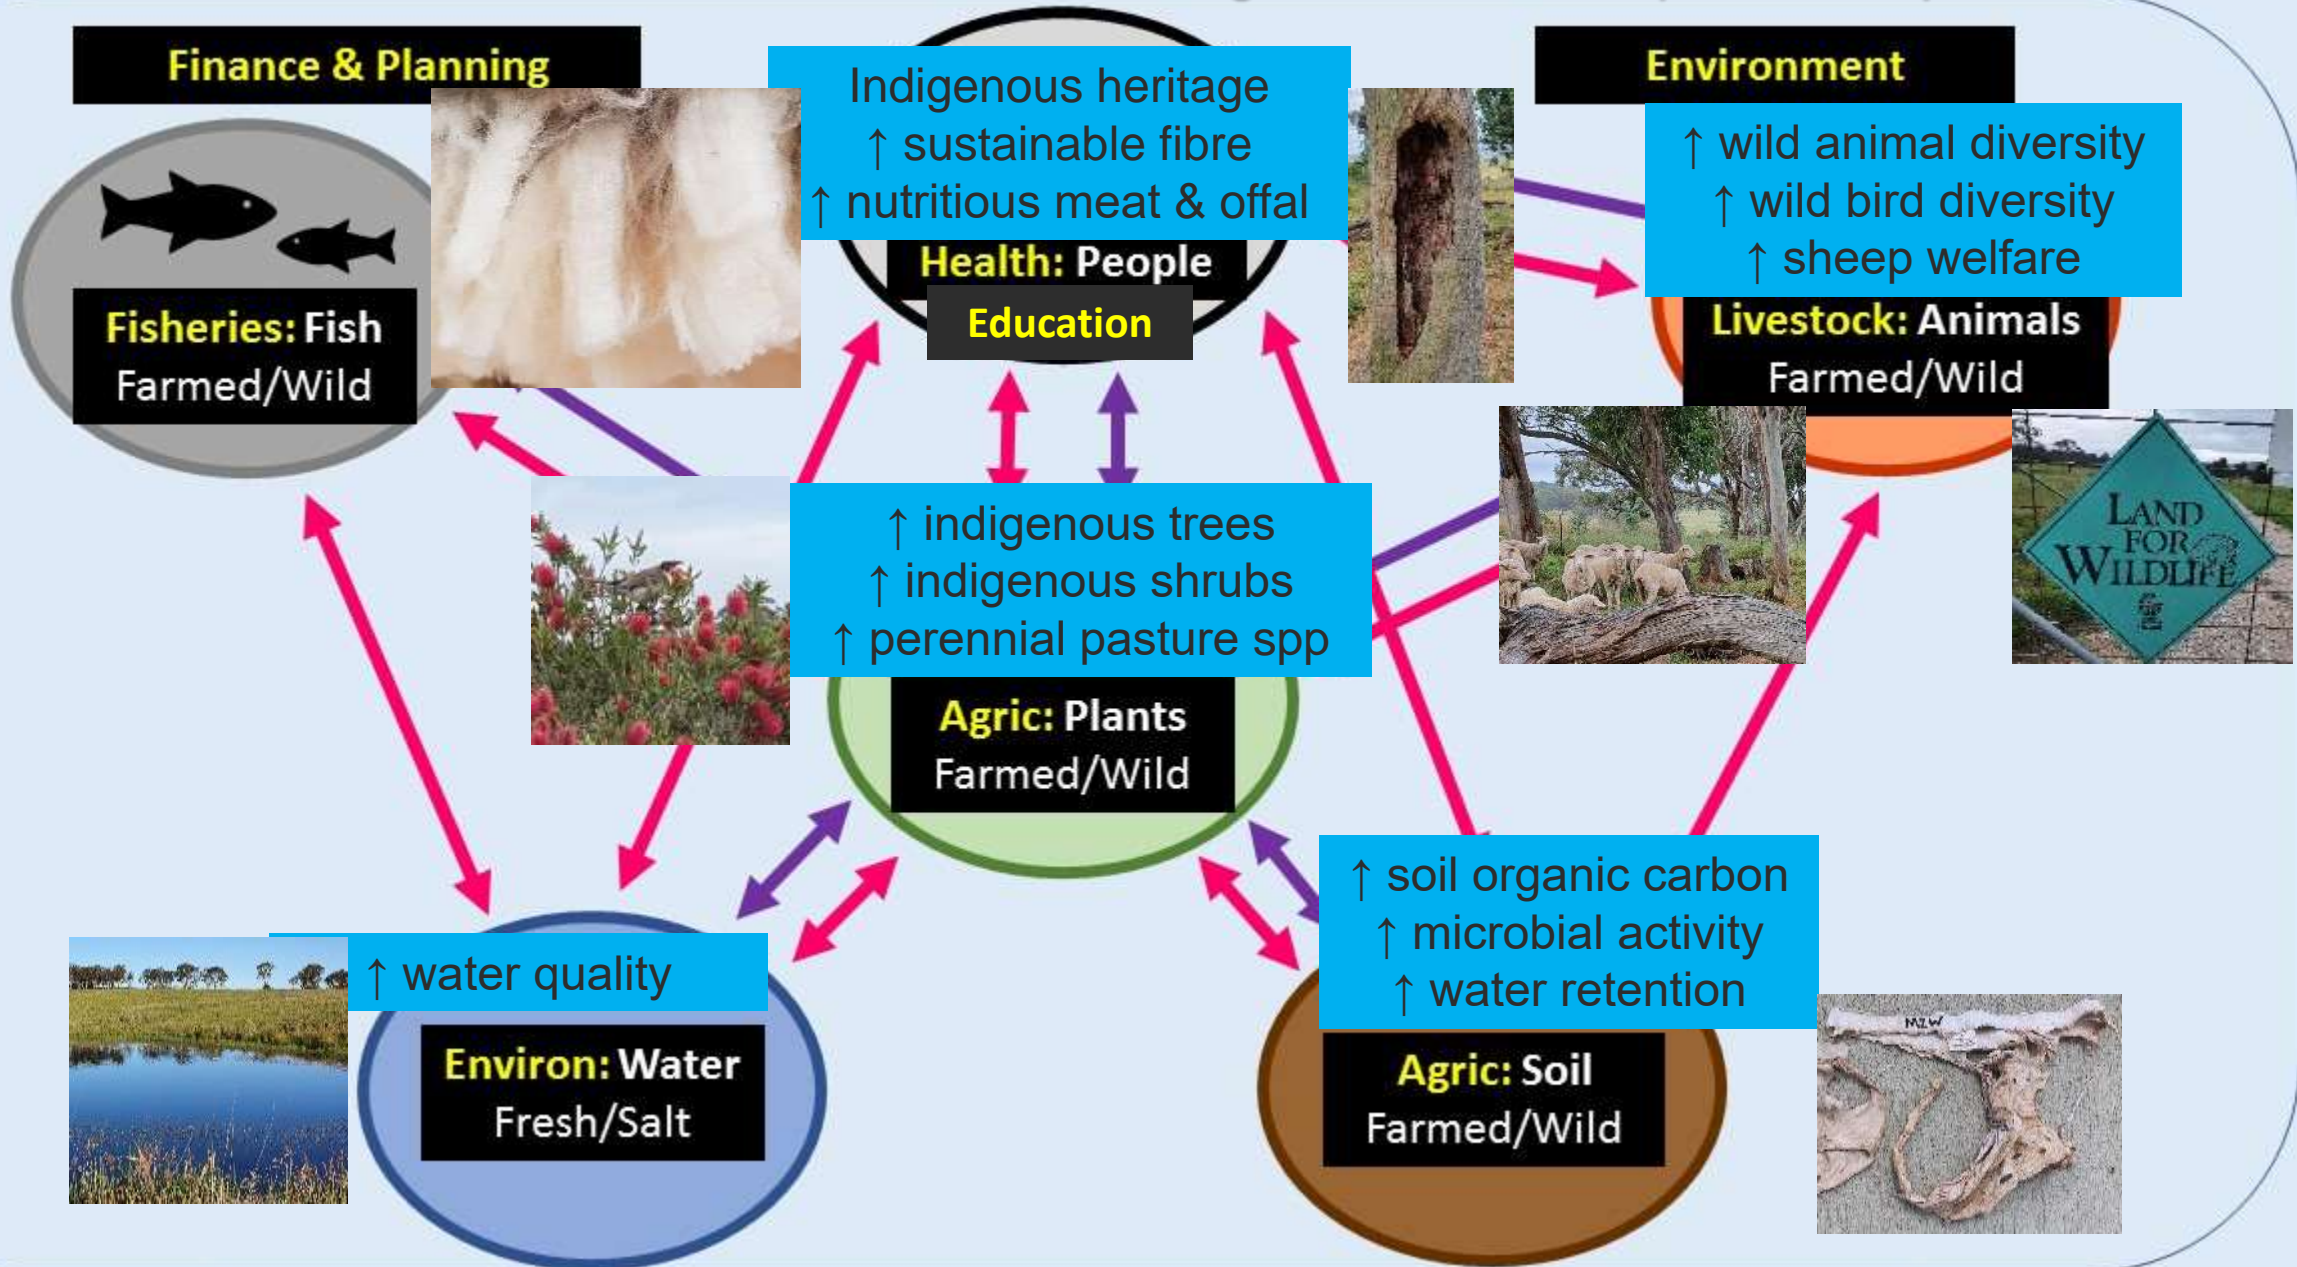 Finance & Planning
Environment
Indigenous heritage
↑ sustainable fibre
↑ nutritious meat & offal
Health: People
Education
↑ wild animal diversity
↑ wild bird diversity
↑ sheep welfare
Livestock: Animals
Farmed/Wild
Fisheries: Fish
Farmed/Wild
LAND
FOR
WILDLIFE
↑ indigenous trees
↑ indigenous shrubs
↑ perennial pasture spp
Agric: Plants
Farmed/Wild
↑ water quality
Environ: Water
Fresh/Salt
↑ soil organic carbon
↑ microbial activity
↑ water retention
Agric: Soil
Farmed/Wild
MZW